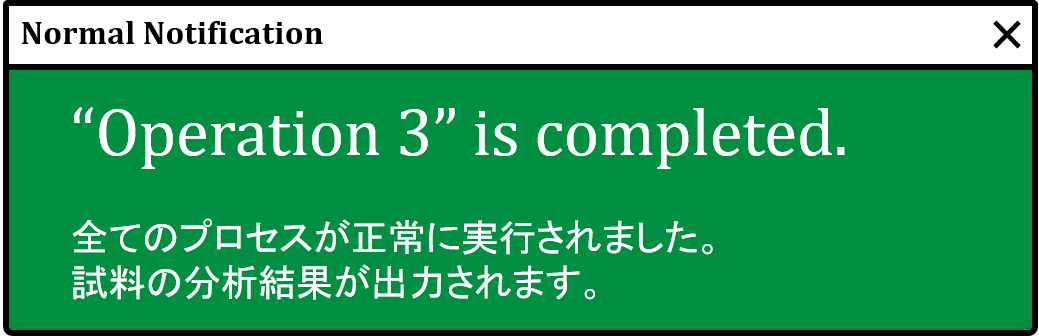 Normal Notification
“Operation 3” is completed.
全てのプロセスが正常に実行されました。
試料の分析結果が出力されます。